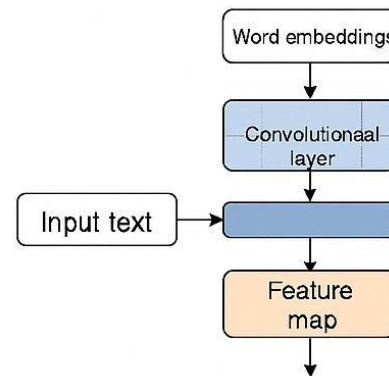 Word embeddings
Convolutionaal
layer
Input text
Feature
map